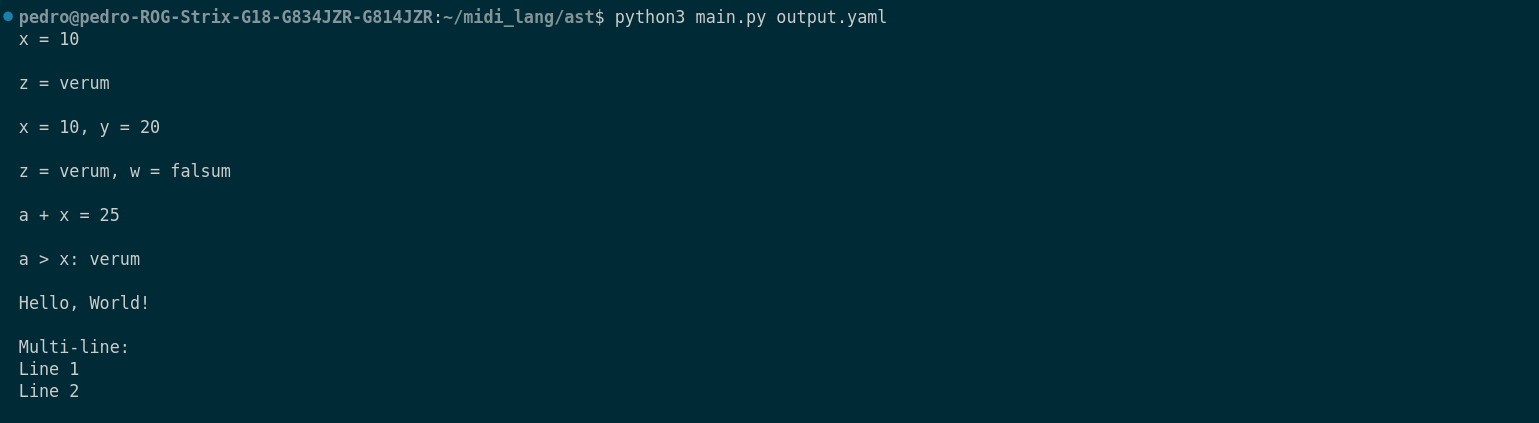 pedro@pedro-ROG-Strix-G18-G834JZR-G814JZR:~/midi_lang/ast$ python3 main.py output.yaml
x = 10
z = verum
x = 10, y = 20
z = verum, w = falsum
a + x = 25
a > x: verum
Hello, World!
Multi-line:
Line 1
Line 2